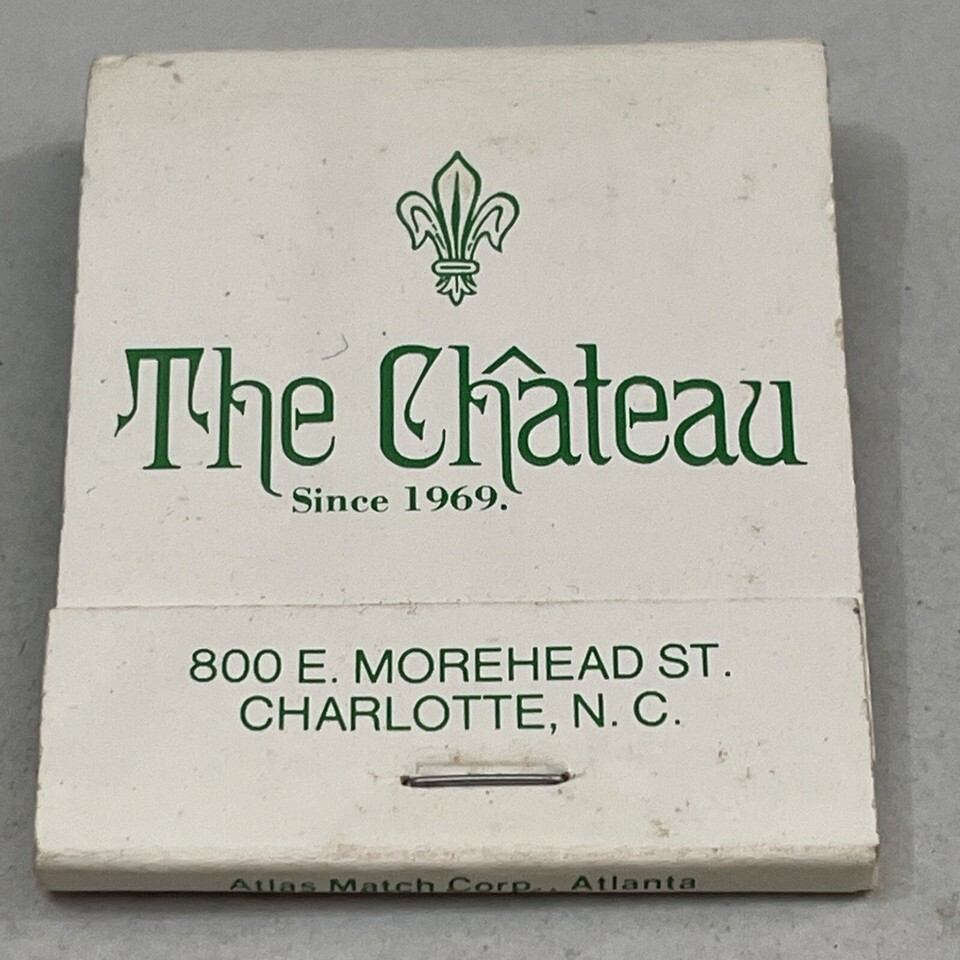 The Château
Since 1969.
800 E. MOREHEAD ST.
CHARLOTTE, N. C.
Atlas Match Corp., Atlanta